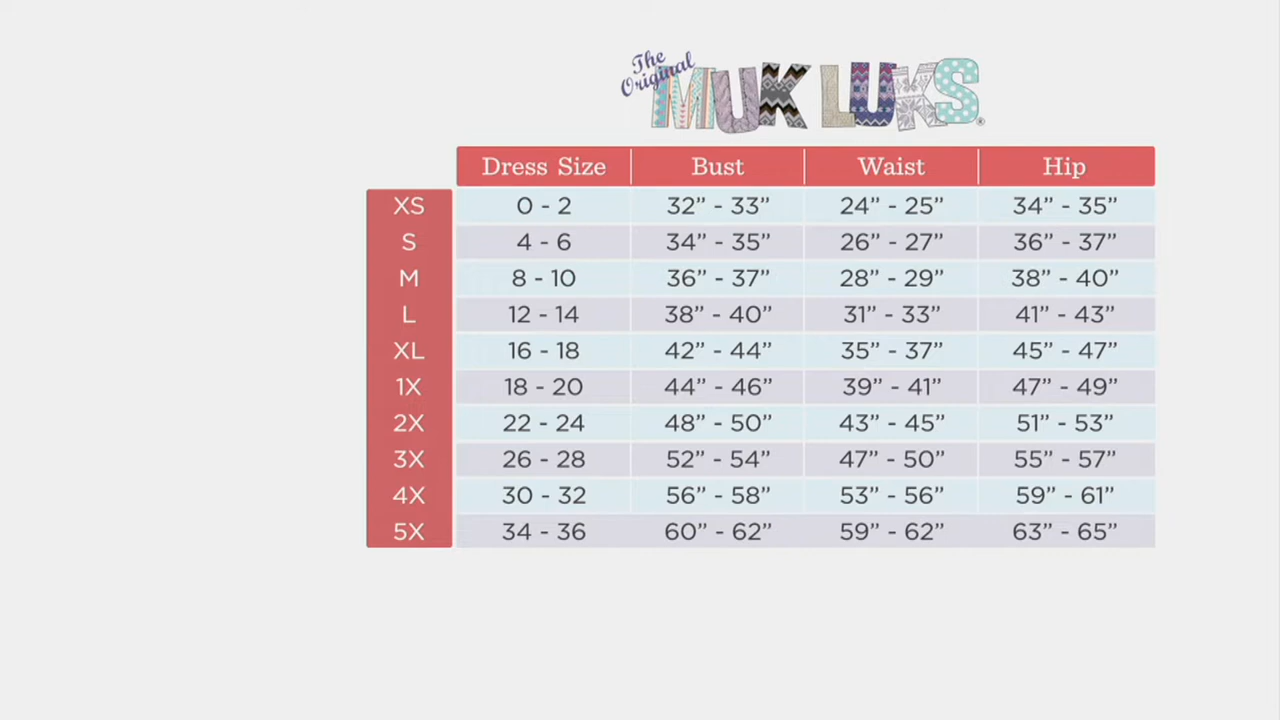 The
Original
MUK LUKS®
Dress Size Bust Waist Hip
XS 0 - 2 32” - 33” 24” - 25” 34” - 35”
S 4 - 6 34” - 35” 26” - 27” 36” - 37”
M 8 - 10 36” - 37” 28” - 29” 38” - 40”
L 12 - 14 38” - 40” 31” - 33” 41” - 43”
XL 16 - 18 42” - 44” 35” - 37” 45” - 47”
1X 18 - 20 44” - 46” 39” - 41” 47” - 49”
2X 22 - 24 48” - 50” 43” - 45” 51” - 53”
3X 26 - 28 52” - 54” 47” - 50” 55” - 57”
4X 30 - 32 56” - 58” 53” - 56” 59” - 61”
5X 34 - 36 60” - 62” 59” - 62” 63” - 65”